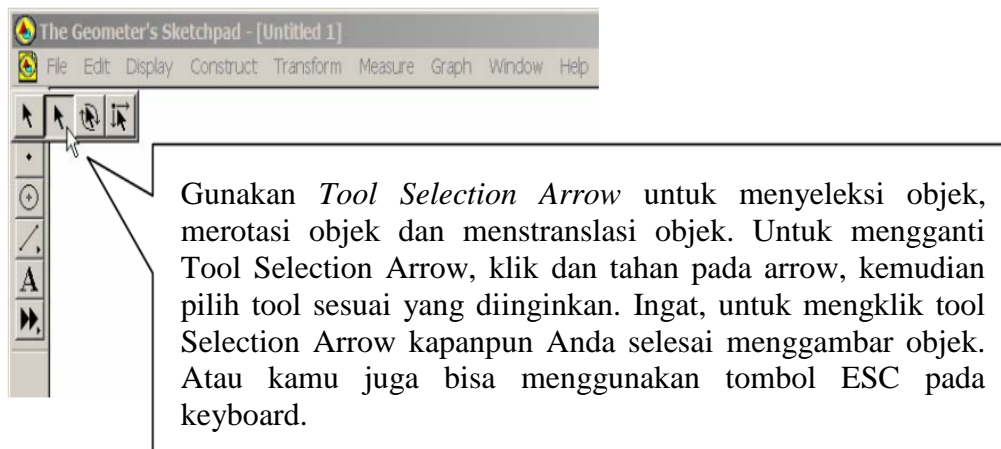 The Geometer's Sketchpad - [Untitled 1]
File Edit Display Construct Transform Measure Graph Window Help
A
Gunakan Tool Selection Arrow untuk menyeleksi objek,
merotasi objek dan menstranslasi objek. Untuk mengganti
Tool Selection Arrow, klik dan tahan pada arrow, kemudian
pilih tool sesuai yang diinginkan. Ingat, untuk mengklik tool
Selection Arrow kapanpun Anda selesai menggambar objek.
Atau kamu juga bisa menggunakan tombol ESC pada
keyboard.